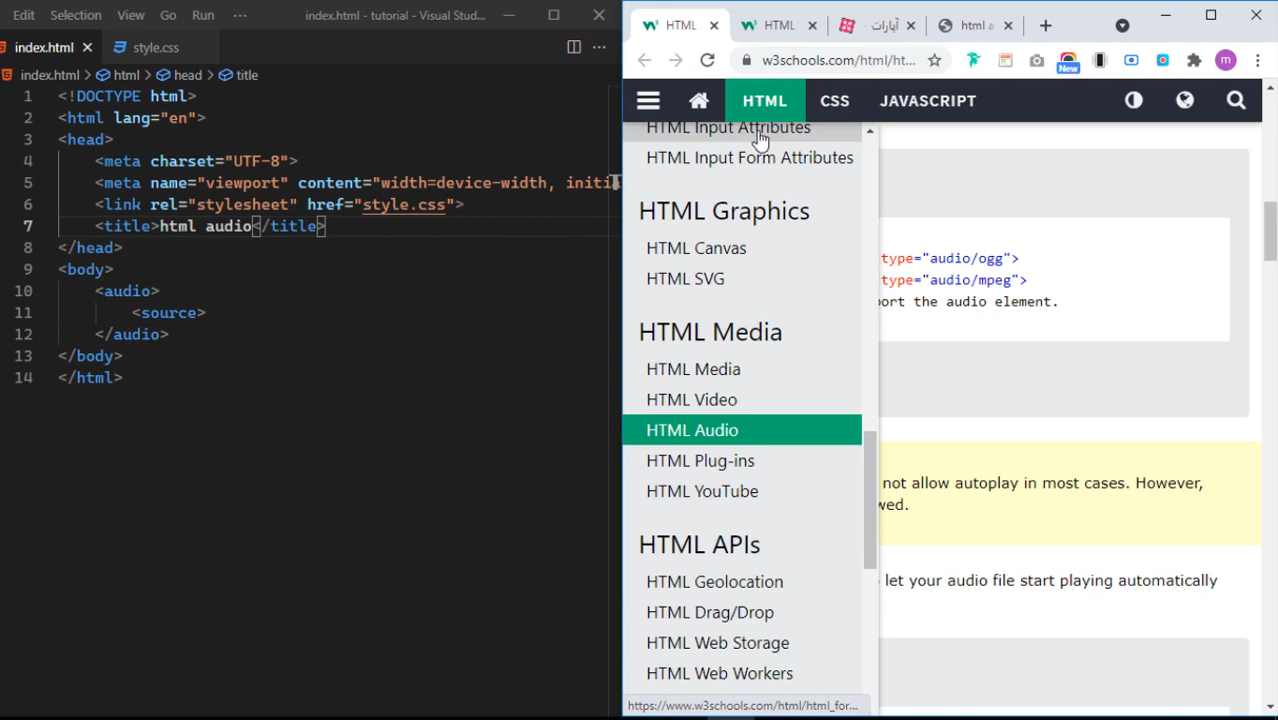 Edit Selection View Go Run ··· index.html - tutorial - Visual Stud...
index.html style.css
index.html > html > head > title
1 <!DOCTYPE html>
2 <html lang="en">
3 <head>
4 <meta charset="UTF-8">
5 <meta name="viewport" content="width=device-width, initi
6 <link rel="stylesheet" href="style.css">
7 <title>html audio</title>
8 </head>
9 <body>
10 <audio>
11 <source>
12 </audio>
13 </body>
14 </html>
HTML HTML آپارات - html a
w3schools.com/html/ht...
New
m
HTML CSS JAVASCRIPT
HTML Input Attributes
HTML Input Form Attributes
HTML Graphics
HTML Canvas
HTML SVG
HTML Media
HTML Media
HTML Video
HTML Audio
HTML Plug-ins
HTML YouTube
HTML APIs
HTML Geolocation
HTML Drag/Drop
HTML Web Storage
HTML Web Workers
type="audio/ogg">
type="audio/mpeg">
port the audio element.
not allow autoplay in most cases. However,
wed.
let your audio file start playing automatically
https://www.w3schools.com/html/html_for...